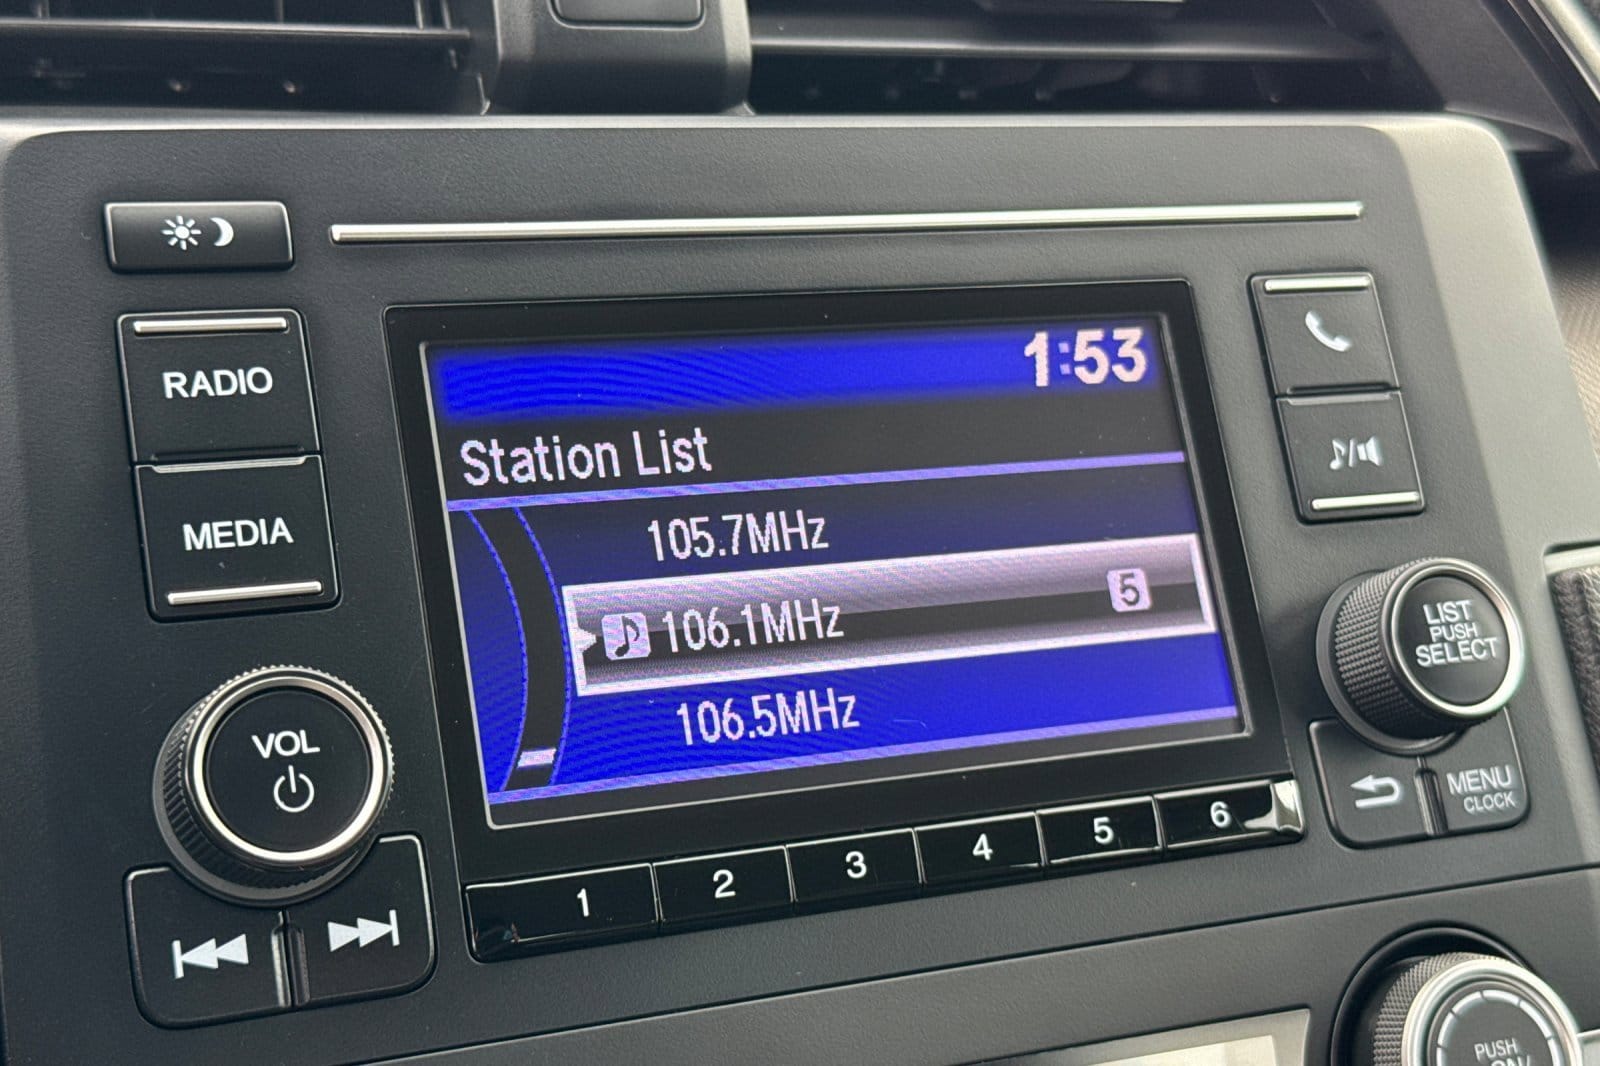 1:53
RADIO
Station List
MEDIA
105.7MHz
106.1MHz 5
106.5MHz
LIST
PUSH
SELECT
VOL
MENU
CLOCK
1 2 3 4 5 6
PUSH
ON/